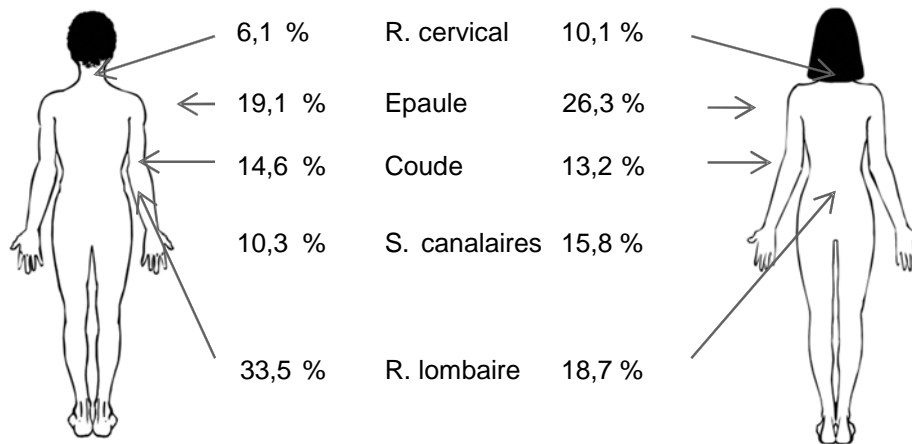 6,1 % R. cervical 10,1 %
19,1 % Epaule 26,3 %
14,6 % Coude 13,2 %
10,3 % S. canalaires 15,8 %
33,5 % R. lombaire 18,7 %